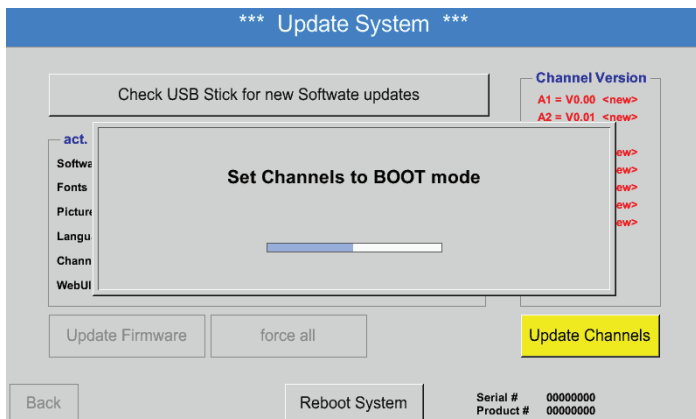 *** Update System ***
Check USB Stick for new Softwate updates
Channel Version
A1 = V0.00 <new>
A2 = V0.01 <new>
act.
ew>
Softwa
ew>
Fonts
ew>
Picture
ew>
Langu
ew>
Chann
WebUI
Set Channels to BOOT mode
Update Firmware
force all
Update Channels
Back
Reboot System
Serial # 00000000
Product # 00000000